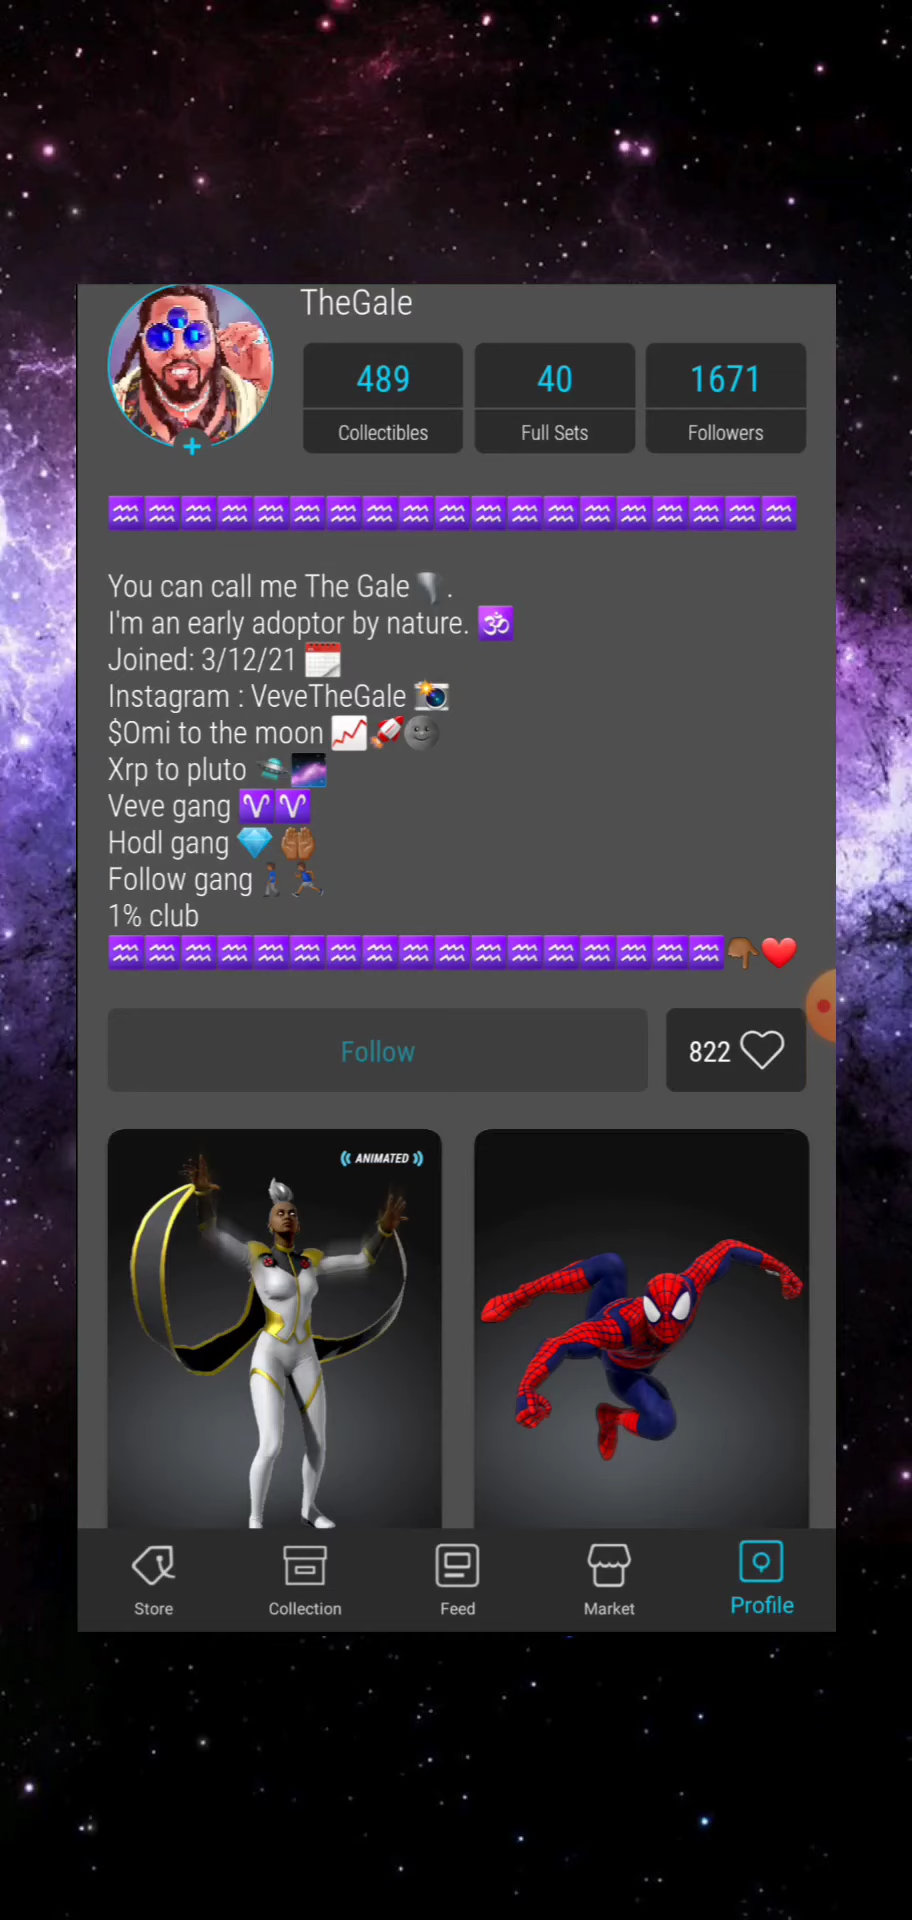 TheGale
489 40 1671
Collectibles Full Sets Followers
♒♒♒♒♒♒♒♒♒♒♒♒♒♒♒♒♒♒♒
You can call me The Gale 🌪️.
I'm an early adoptor by nature. 🕉️
Joined: 3/12/21 🗓️
Instagram : VeveTheGale 📸
$Omi to the moon 📈🚀🌚
Xrp to pluto 🛸🌌
Veve gang ♈♈
Hodl gang 💎🤲🏾
Follow gang 🚶🏾🏃🏾
1% club
♒♒♒♒♒♒♒♒♒♒♒♒♒♒♒♒♒👇🏾❤️
Follow 822
ANIMATED
Store Collection Feed Market Profile